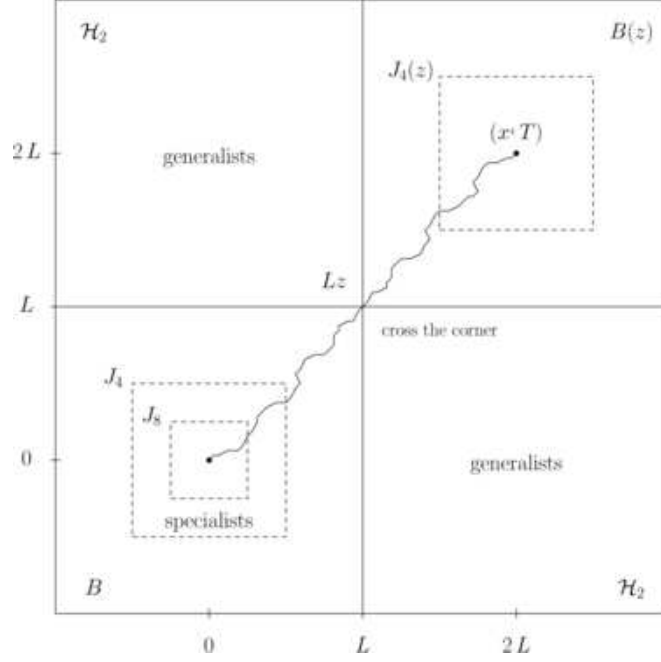 𝓗₂
B(z)
J₄(z)
(x, T)
generalists
2L
Lz
L
cross the corner
J₄
J₈
0
generalists
specialists
B
𝓗₂
0
L
2L